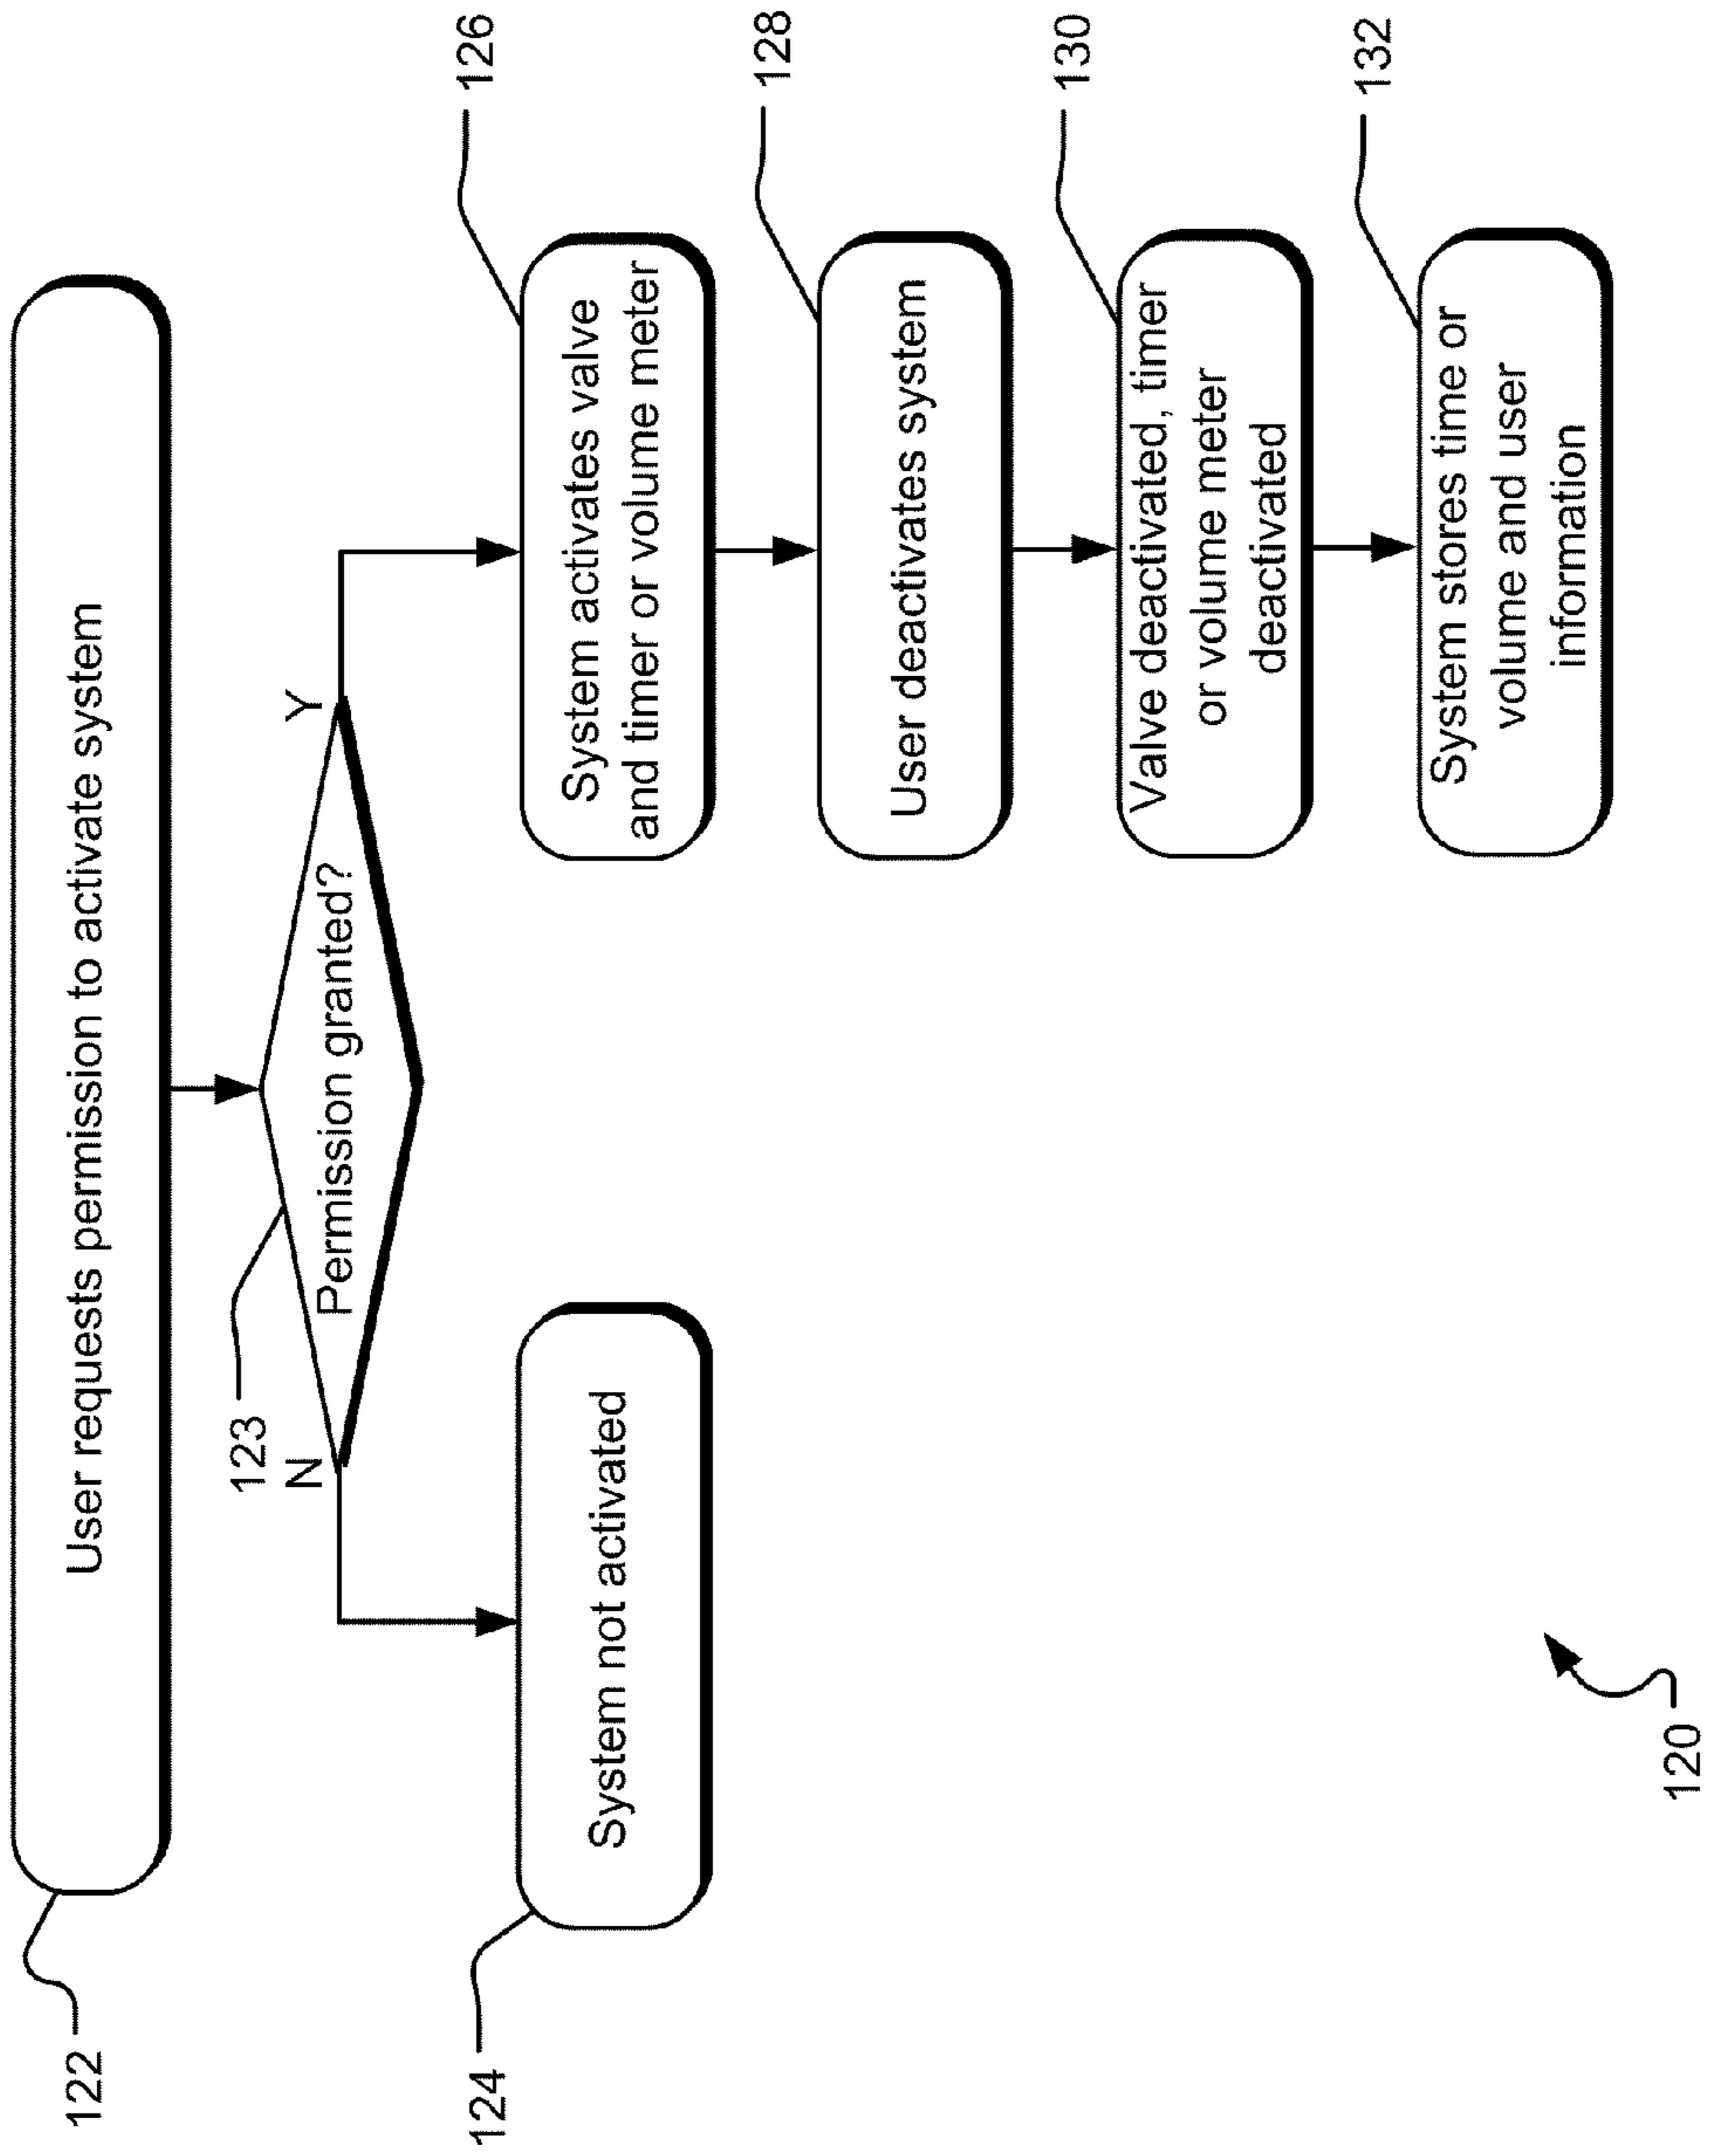 122
User requests permission to activate system
123
Permission granted?
N
Y
124
System not activated
126
System activates valve
and timer or volume meter
128
User deactivates system
130
Valve deactivated, timer
or volume meter
deactivated
132
System stores time or
volume and user
information
120